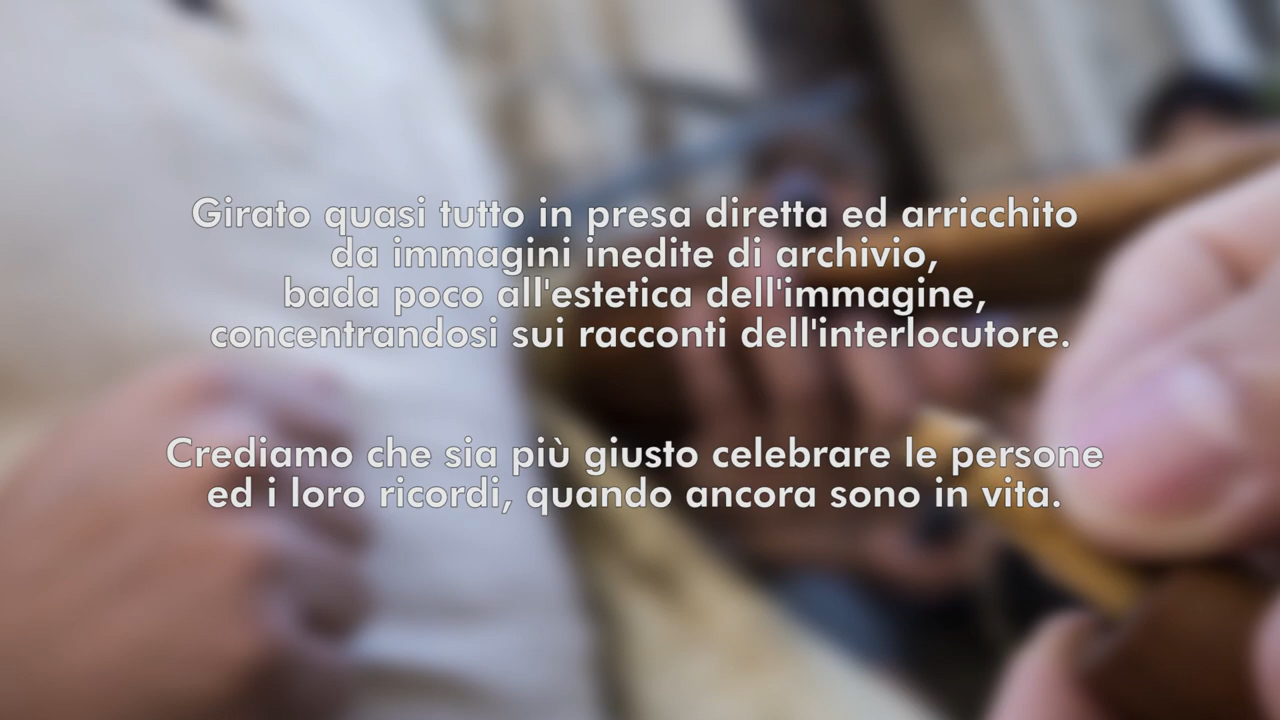 Girato quasi tutto in presa diretta ed arricchito
da immagini inedite di archivio,
bada poco all'estetica dell'immagine,
concentrandosi sui racconti dell'interlocutore.
Crediamo che sia più giusto celebrare le persone
ed i loro ricordi, quando ancora sono in vita.